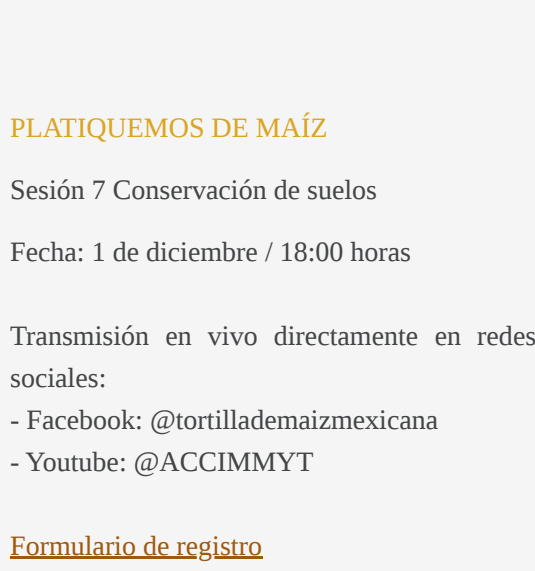 PLATIQUEMOS DE MAÍZ
Sesión 7 Conservación de suelos
Fecha: 1 de diciembre / 18:00 horas
Transmisión en vivo directamente en redes
sociales:
- Facebook: @tortillademaizmexicana
- Youtube: @ACCIMMYT
Formulario de registro